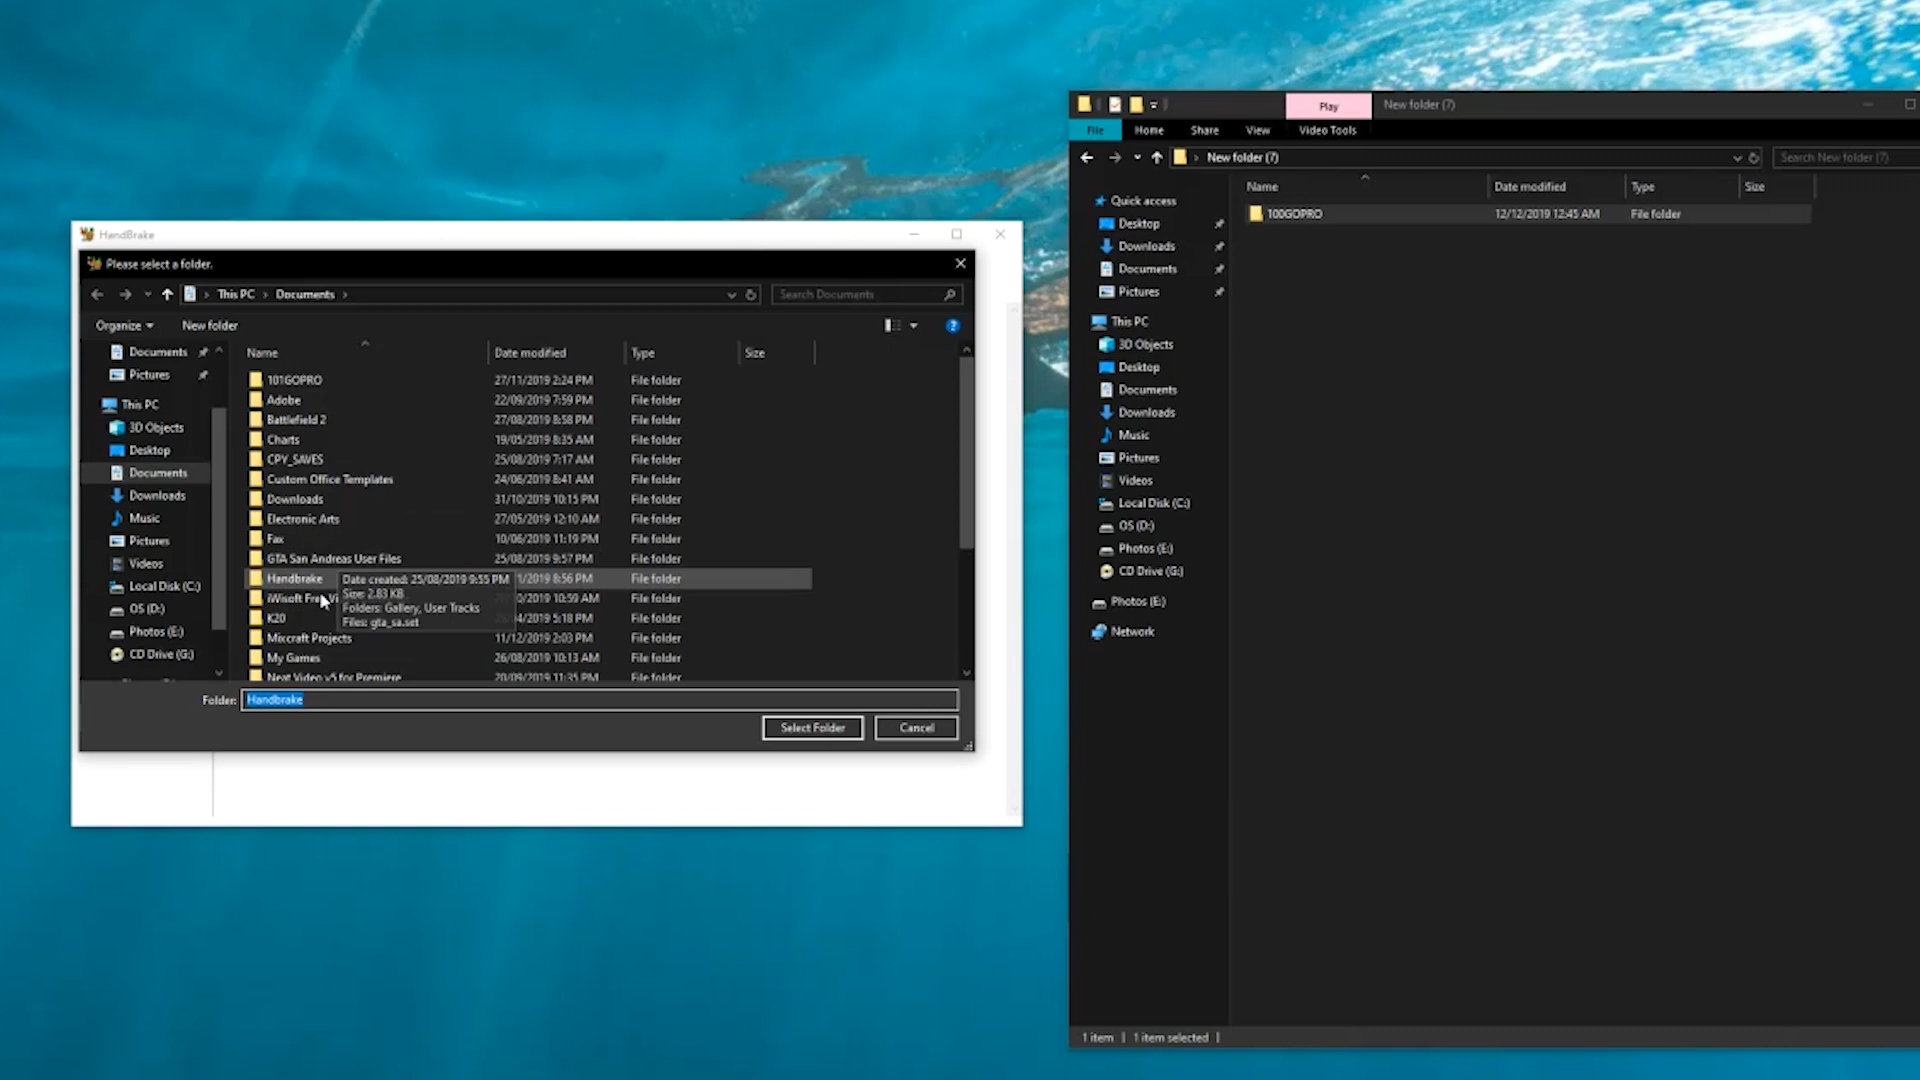 HandBrake
Please select a folder.
This PC > Documents >
Search Documents
Organize
New folder
Documents
Pictures
This PC
3D Objects
Desktop
Documents
Downloads
Music
Pictures
Videos
Local Disk (C:)
OS (D:)
Photos (E:)
CD Drive (G:)
Name Date modified Type Size
101GOPRO 27/11/2019 2:24 PM File folder
Adobe 22/09/2019 7:59 PM File folder
Battlefield 2 27/08/2019 8:58 PM File folder
Charts 19/05/2019 8:35 AM File folder
CPY_SAVES 25/08/2019 7:17 AM File folder
Custom Office Templates 24/06/2019 8:41 AM File folder
Downloads 31/10/2019 10:15 PM File folder
Electronic Arts 27/05/2019 12:10 AM File folder
Fax 10/06/2019 11:19 PM File folder
GTA San Andreas User Files 25/08/2019 9:57 PM File folder
Handbrake 1/2019 8:56 PM File folder
iWisoft Free Vi 0/2019 10:59 AM File folder
K20 4/2019 5:18 PM File folder
Mixcraft Projects 11/12/2019 2:03 PM File folder
My Games 26/08/2019 10:13 AM File folder
Neat Video v5 for Premiere 20/09/2019 11:35 PM File folder
Date created: 25/08/2019 9:55 PM
Size: 2.83 KB
Folders: Gallery, User Tracks
Files: gta_sa.set
Folder: Handbrake
Select Folder
Cancel
Play
New folder (7)
File Home Share View Video Tools
New folder (7)
Search New folder (7)
Quick access
Desktop
Downloads
Documents
Pictures
This PC
3D Objects
Desktop
Documents
Downloads
Music
Pictures
Videos
Local Disk (C:)
OS (D:)
Photos (E:)
CD Drive (G:)
Photos (E:)
Network
Name Date modified Type Size
100GOPRO 12/12/2019 12:45 AM File folder
1 item 1 item selected